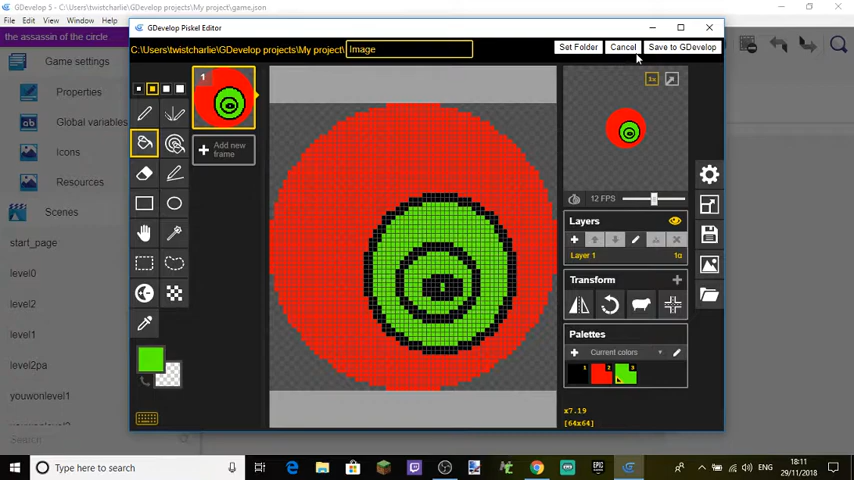 GDevelop 5 - C:\Users\twistcharlie\GDevelop projects\My project\game.json
File Edit View Window Help
the assassin of the circle
Game settings
Properties
Global variables
Icons
Resources
Scenes
start_page
level0
level2
level1
level2pa
youwonlevel1
Search
GDevelop Piskel Editor
C:\Users\twistcharlie\GDevelop projects\My project\
Image
Set Folder
Cancel
Save to GDevelop
1
Add new
frame
1x
12 FPS
Layers
Layer 1
1α
Transform
Palettes
Current colors
1
2
3
x7.19
[64x64]
Type here to search
EPIC
ENG
18:11
29/11/2018